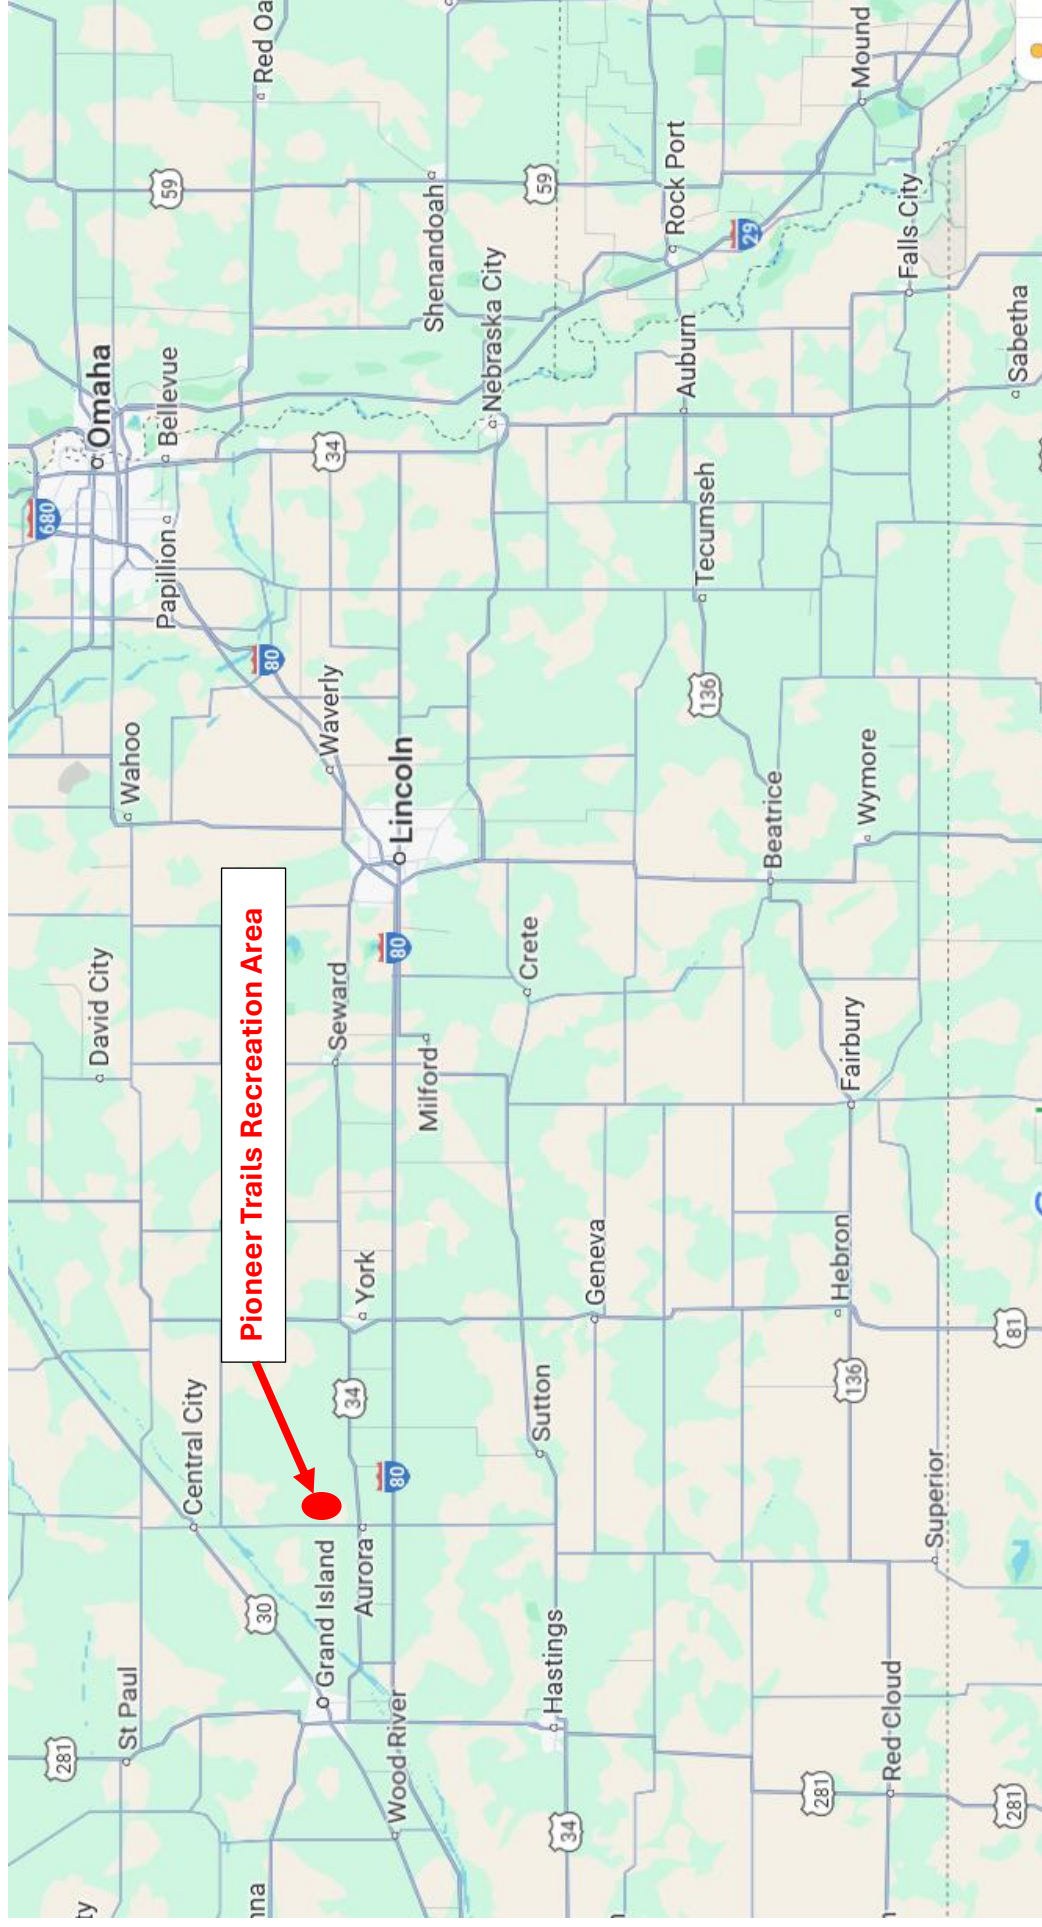 Red Oa
59
Omaha
Bellevue
680
Papillion
80
Wahoo
Waverly
34
Shenandoah
59
Nebraska City
Rock Port
29
Mound
Falls City
Auburn
Sabetha
Tecumseh
136
Lincoln
Beatrice
Wymore
David City
Seward
80
Crete
Milford
Pioneer Trails Recreation Area
Fairbury
York
Geneva
Hebron
81
136
Central City
34
80
Sutton
Superior
30
Grand Island
Aurora
Hastings
St Paul
281
Wood River
Red Cloud
281
281
34
ty
nna